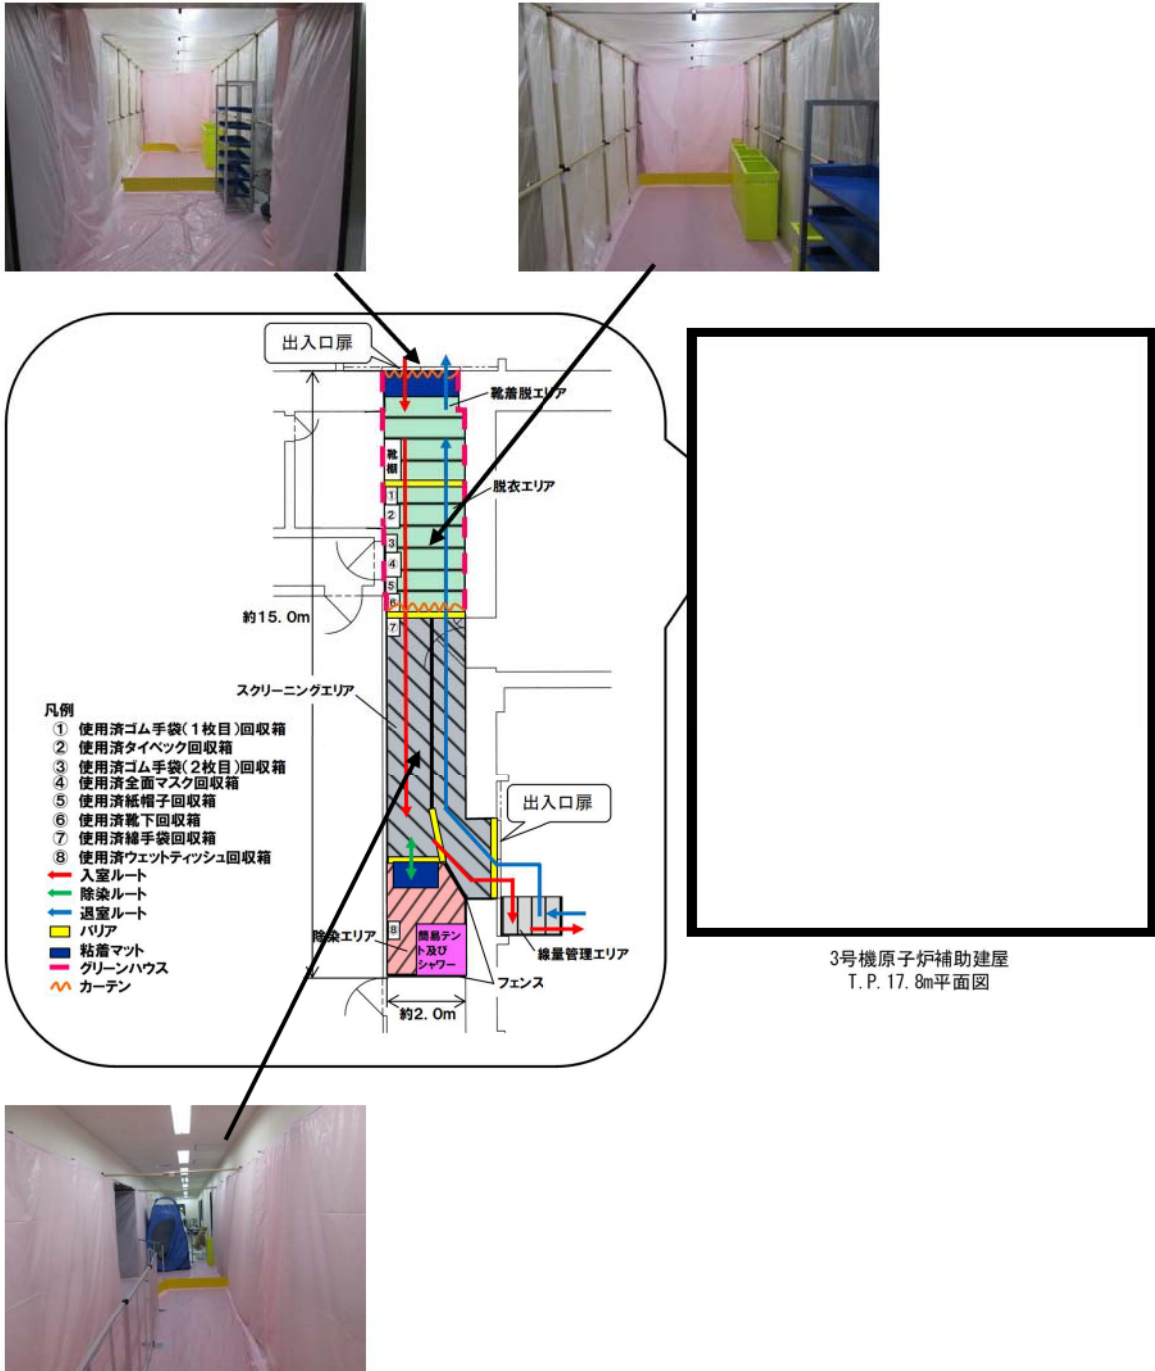 出入口扉
靴着脱エリア
靴棚
①
脱衣エリア
②
③
④
⑤
⑥
約15.0m
⑦
スクリーニングエリア
凡例
① 使用済ゴム手袋(1枚目)回収箱
② 使用済タイベック回収箱
③ 使用済ゴム手袋(2枚目)回収箱
④ 使用済全面マスク回収箱
⑤ 使用済紙帽子回収箱
⑥ 使用済靴下回収箱
⑦ 使用済綿手袋回収箱
⑧ 使用済ウェットティッシュ回収箱
入室ルート
除染ルート
退室ルート
バリア
粘着マット
グリーンハウス
カーテン
出入口扉
⑧
除染エリア
簡易テン
ト及び
シャワー
線量管理エリア
フェンス
約2.0m
3号機原子炉補助建屋
T.P.17.8m平面図